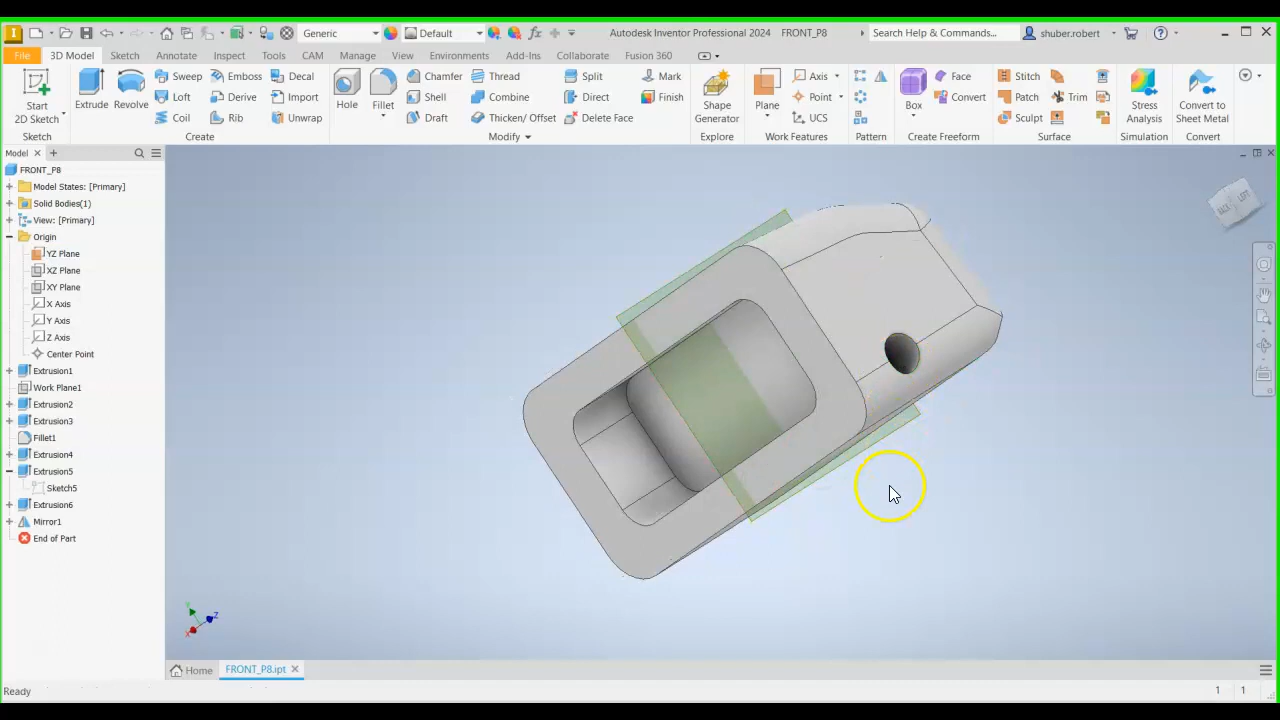 Generic
Default
Autodesk Inventor Professional 2024 FRONT_P8
Search Help & Commands...
shuber.robert
File
3D Model
Sketch
Annotate
Inspect
Tools
CAM
Manage
View
Environments
Add-Ins
Collaborate
Fusion 360
Start
2D Sketch
Sketch
Extrude
Revolve
Sweep
Loft
Coil
Emboss
Derive
Rib
Decal
Import
Unwrap
Create
Hole
Fillet
Chamfer
Shell
Draft
Thread
Combine
Thicken/ Offset
Split
Direct
Delete Face
Modify
Mark
Finish
Shape
Generator
Explore
Plane
Axis
Point
UCS
Work Features
Pattern
Box
Face
Convert
Create Freeform
Stitch
Patch
Sculpt
Trim
Surface
Stress
Analysis
Simulation
Convert to
Sheet Metal
Convert
Model
FRONT_P8
Model States: [Primary]
Solid Bodies(1)
View: [Primary]
Origin
YZ Plane
XZ Plane
XY Plane
X Axis
Y Axis
Z Axis
Center Point
Extrusion1
Work Plane1
Extrusion2
Extrusion3
Fillet1
Extrusion4
Extrusion5
Sketch5
Extrusion6
Mirror1
End of Part
BACK
LEFT
Y
Z
X
Home
FRONT_P8.ipt
Ready
1 1